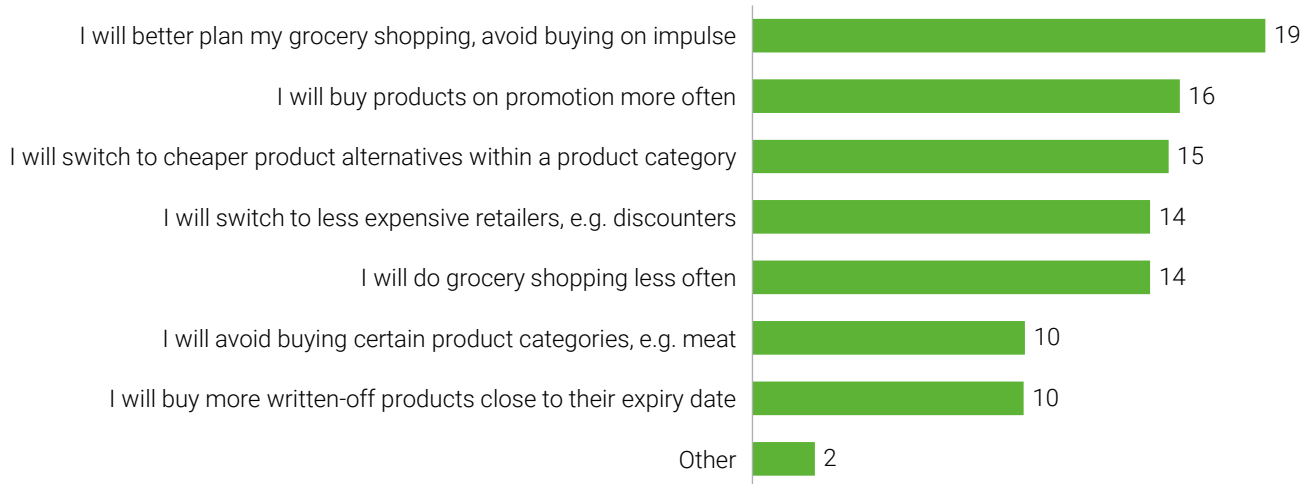 I will better plan my grocery shopping, avoid buying on impulse 19
I will buy products on promotion more often 16
I will switch to cheaper product alternatives within a product category 15
I will switch to less expensive retailers, e.g. discounters 14
I will do grocery shopping less often 14
I will avoid buying certain product categories, e.g. meat 10
I will buy more written-off products close to their expiry date 10
Other 2